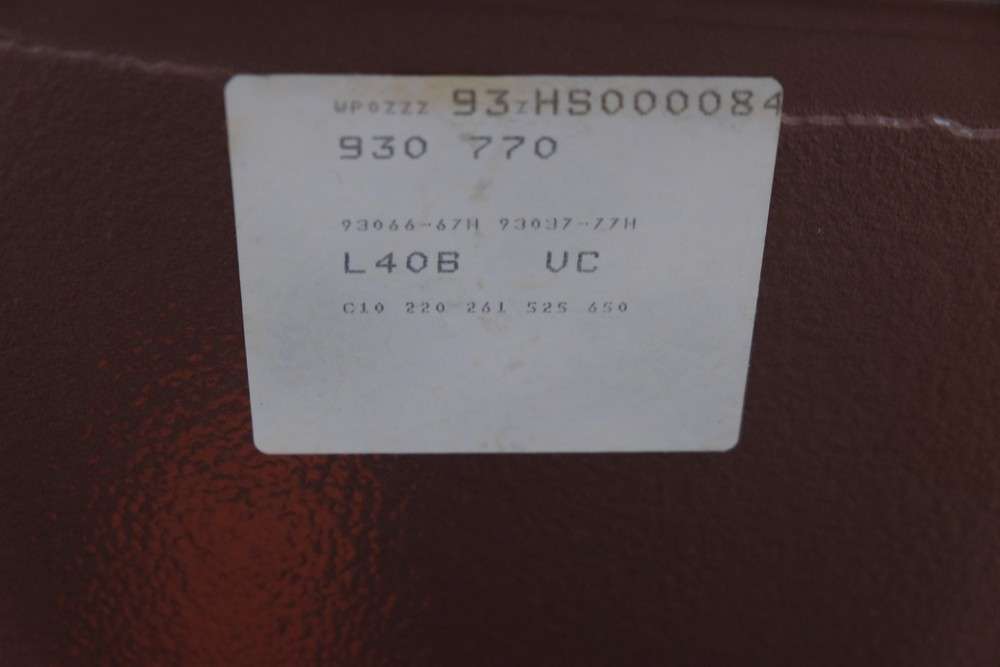 WP0ZZZ 93ZHS000084
930 770
93066-67H 93037-77H
L40B VC
C10 220 261 525 650